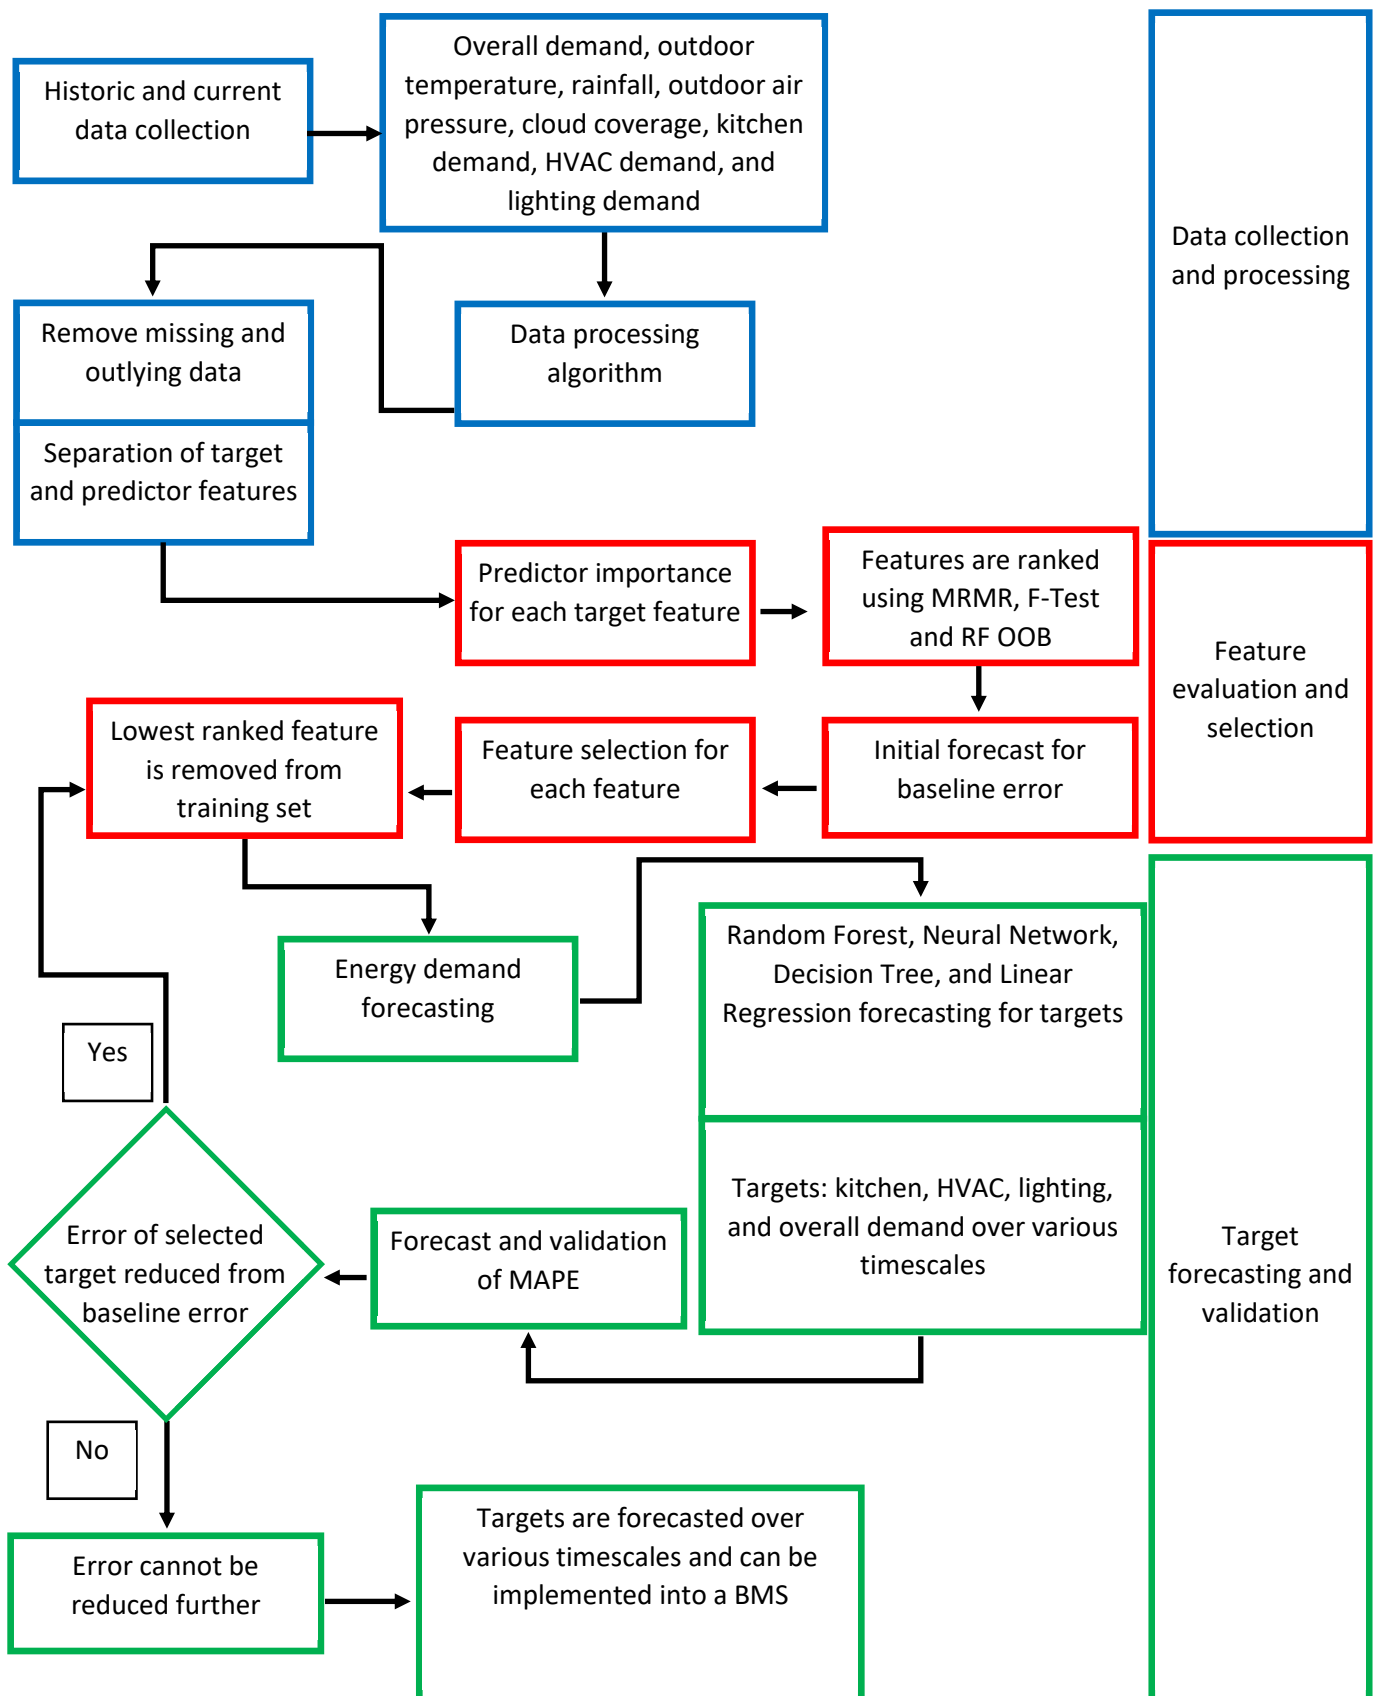 Historic and current
data collection
Overall demand, outdoor
temperature, rainfall, outdoor air
pressure, cloud coverage, kitchen
demand, HVAC demand, and
lighting demand
Data collection
and processing
Remove missing and
outlying data
Data processing
algorithm
Separation of target
and predictor features
Predictor importance
for each target feature
Features are ranked
using MRMR, F-Test
and RF OOB
Feature
evaluation and
selection
Lowest ranked feature
is removed from
training set
Feature selection for
each feature
Initial forecast for
baseline error
Energy demand
forecasting
Random Forest, Neural Network,
Decision Tree, and Linear
Regression forecasting for targets
Yes
Targets: kitchen, HVAC, lighting,
and overall demand over various
timescales
Error of selected
target reduced from
baseline error
Forecast and validation
of MAPE
Target
forecasting and
validation
No
Error cannot be
reduced further
Targets are forecasted over
various timescales and can be
implemented into a BMS